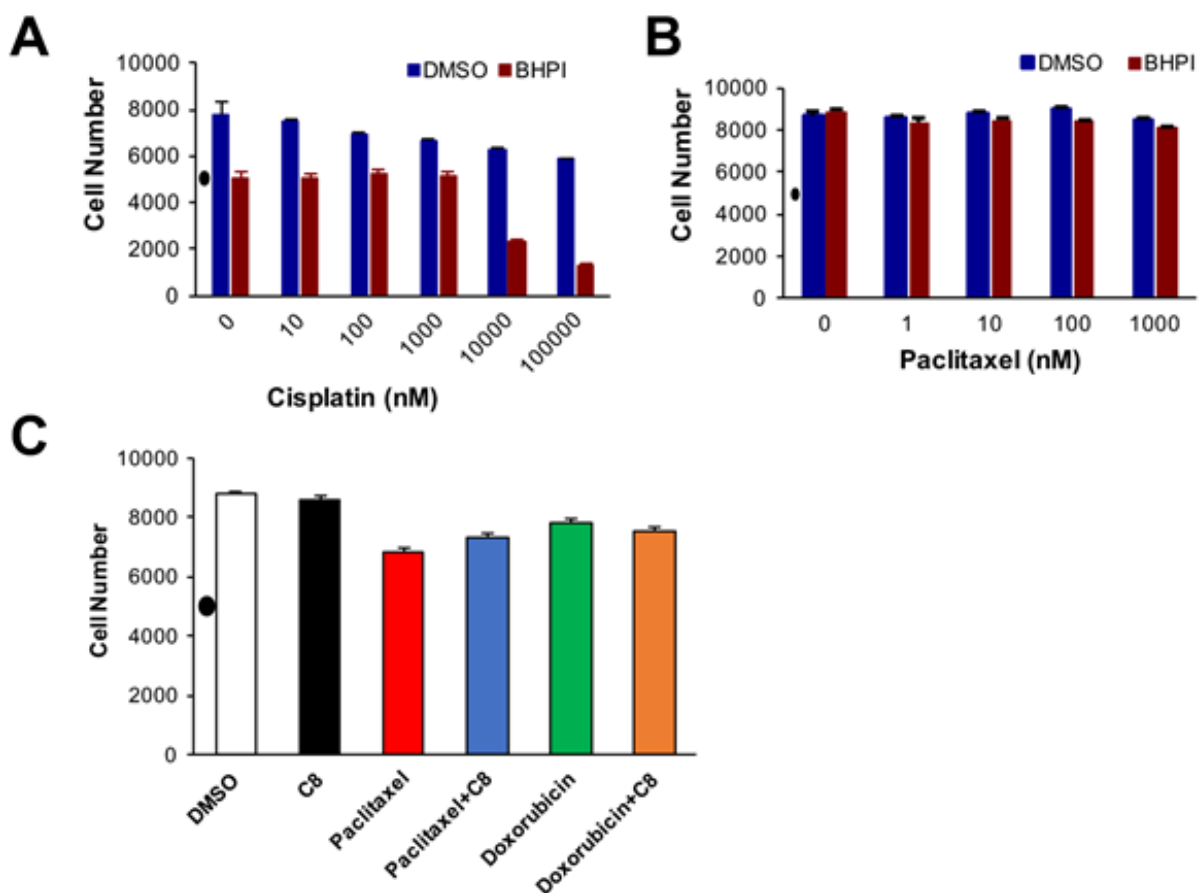 A
DMSO BHPI
10000
8000
6000
4000
2000
0
Cell Number
0 10 100 1000 10000 100000
Cisplatin (nM)
B
DMSO BHPI
10000
8000
6000
4000
2000
0
Cell Number
0 1 10 100 1000
Paclitaxel (nM)
C
10000
8000
6000
4000
2000
0
Cell Number
DMSO C8 Paclitaxel Paclitaxel+C8 Doxorubicin Doxorubicin+C8